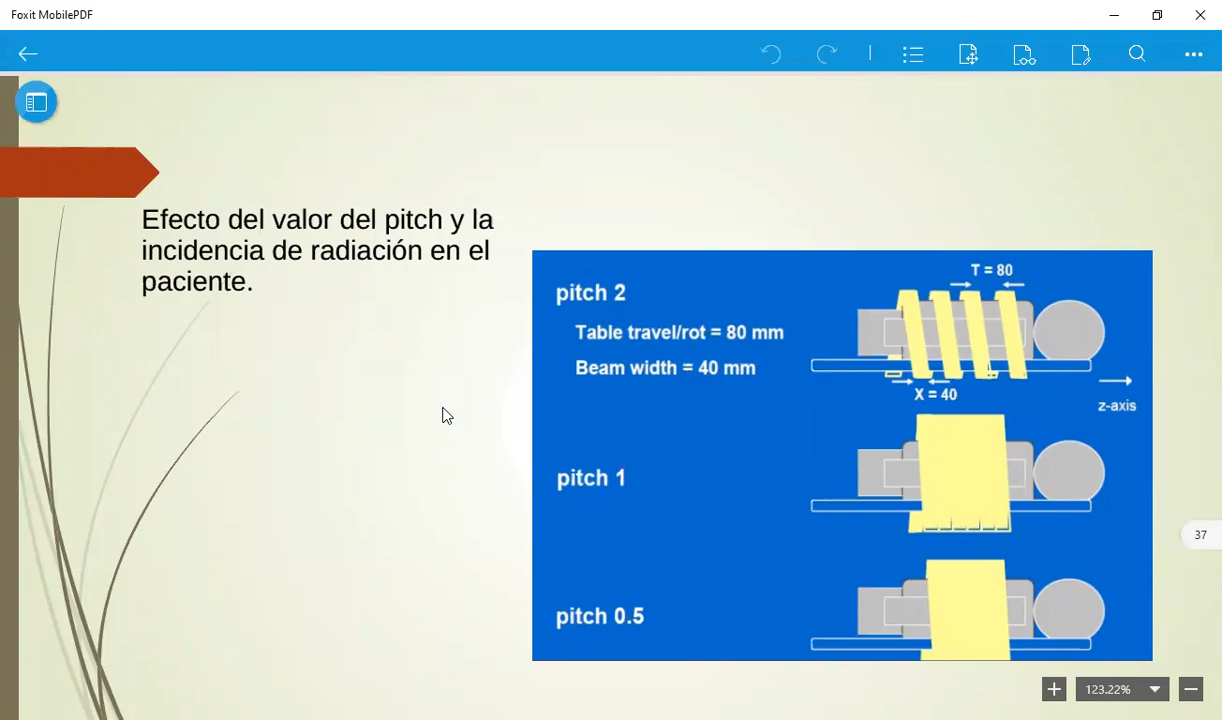 Foxit MobilePDF
Efecto del valor del pitch y la
incidencia de radiación en el
paciente.
pitch 2
T = 80
Table travel/rot = 80 mm
Beam width = 40 mm
X = 40
z-axis
pitch 1
pitch 0.5
37
123.22%